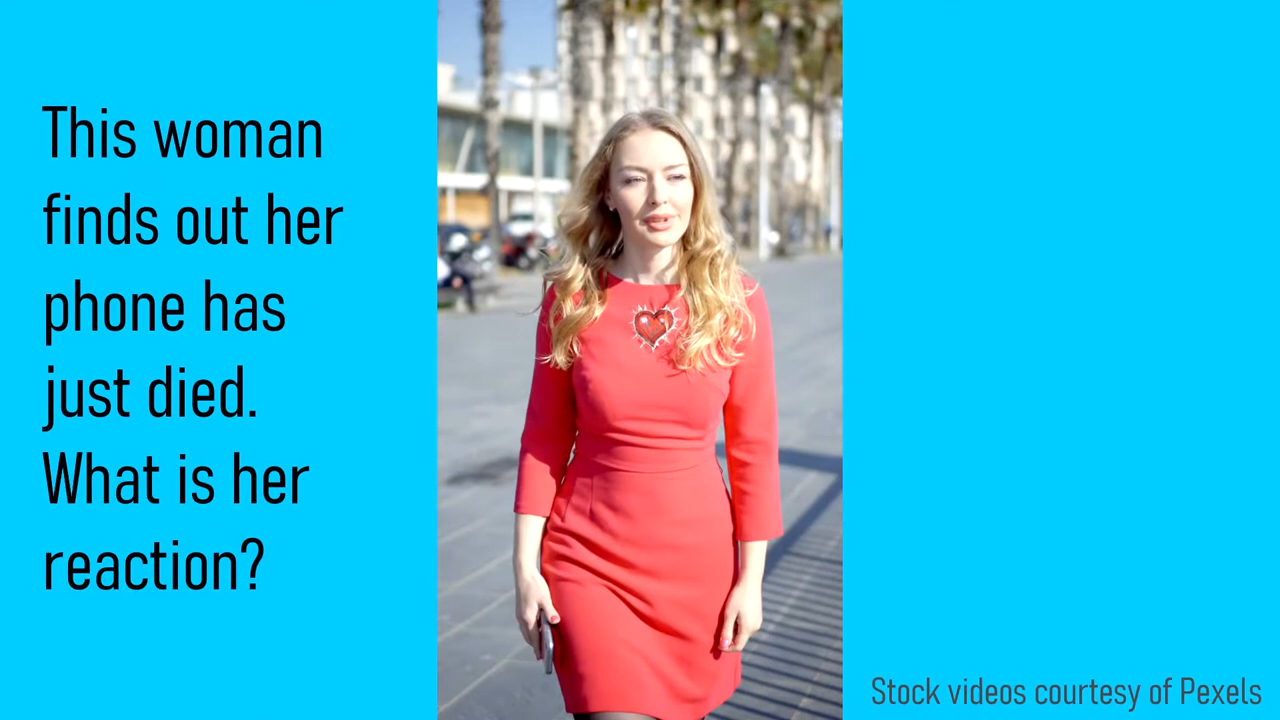 This woman
finds out her
phone has
just died.
What is her
reaction?
Stock videos courtesy of Pexels